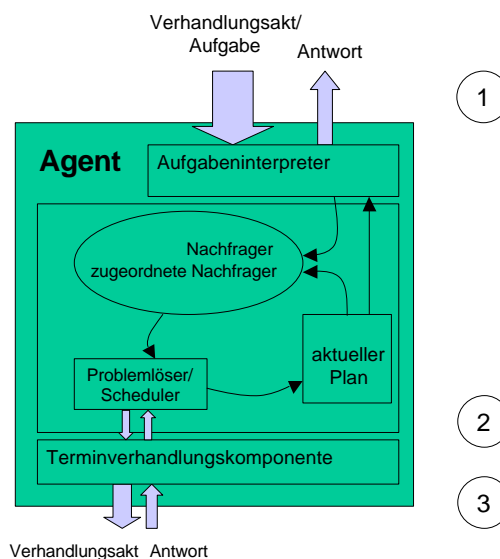 Verhandlungsakt/
Aufgabe
Antwort
1
Agent
Aufgabeninterpreter
Nachfrager
zugeordnete Nachfrager
aktueller
Plan
Problemlöser/
Scheduler
2
Terminverhandlungskomponente
3
Verhandlungsakt Antwort